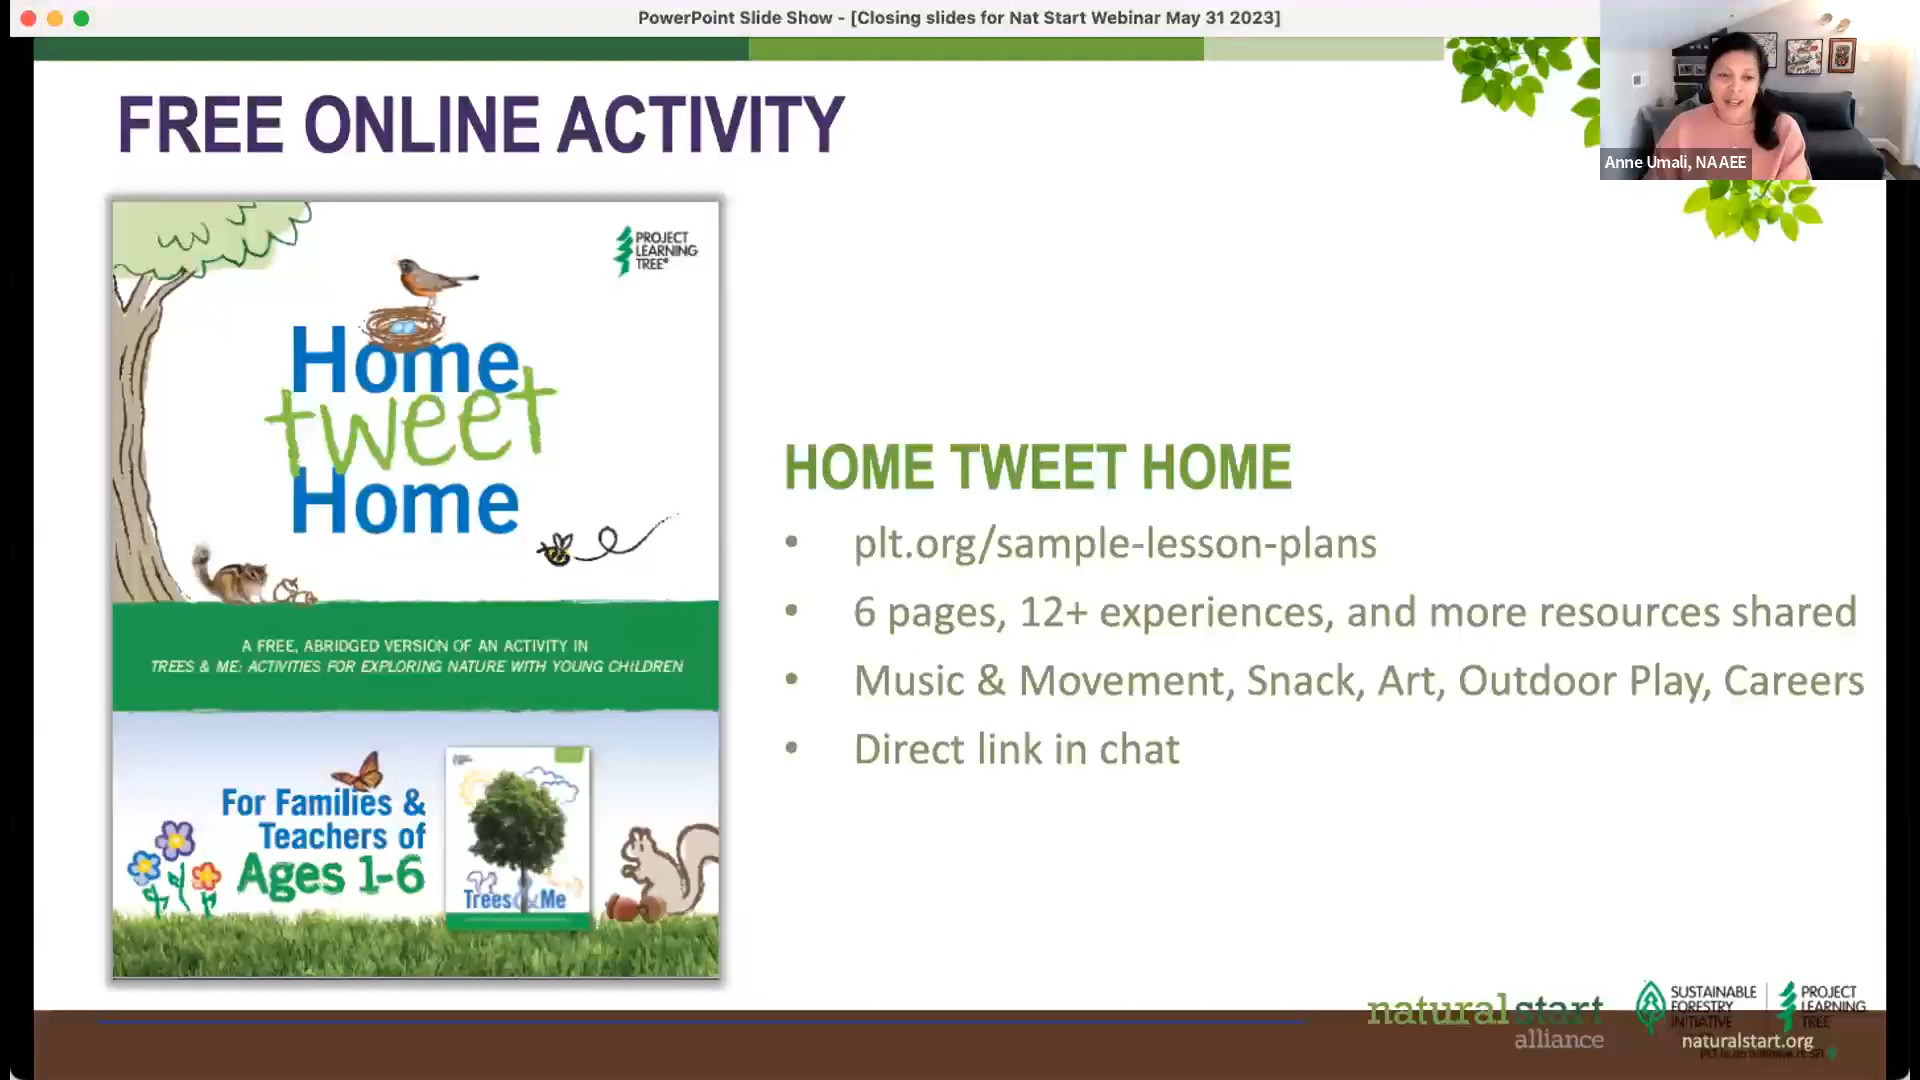 PowerPoint Slide Show - [Closing slides for Nat Start Webinar May 31 2023]
Anne Umali, NAAEE
FREE ONLINE ACTIVITY
PROJECT
LEARNING
TREE®
Home
tweet
Home
A FREE, ABRIDGED VERSION OF AN ACTIVITY IN
TREES & ME: ACTIVITIES FOR EXPLORING NATURE WITH YOUNG CHILDREN
For Families &
Teachers of
Ages 1-6
Trees & Me
HOME TWEET HOME
• plt.org/sample-lesson-plans
• 6 pages, 12+ experiences, and more resources shared
• Music & Movement, Snack, Art, Outdoor Play, Careers
• Direct link in chat
naturalstart
alliance
SUSTAINABLE
FORESTRY
INITIATIVE
PROJECT
LEARNING
TREE
naturalstart.org